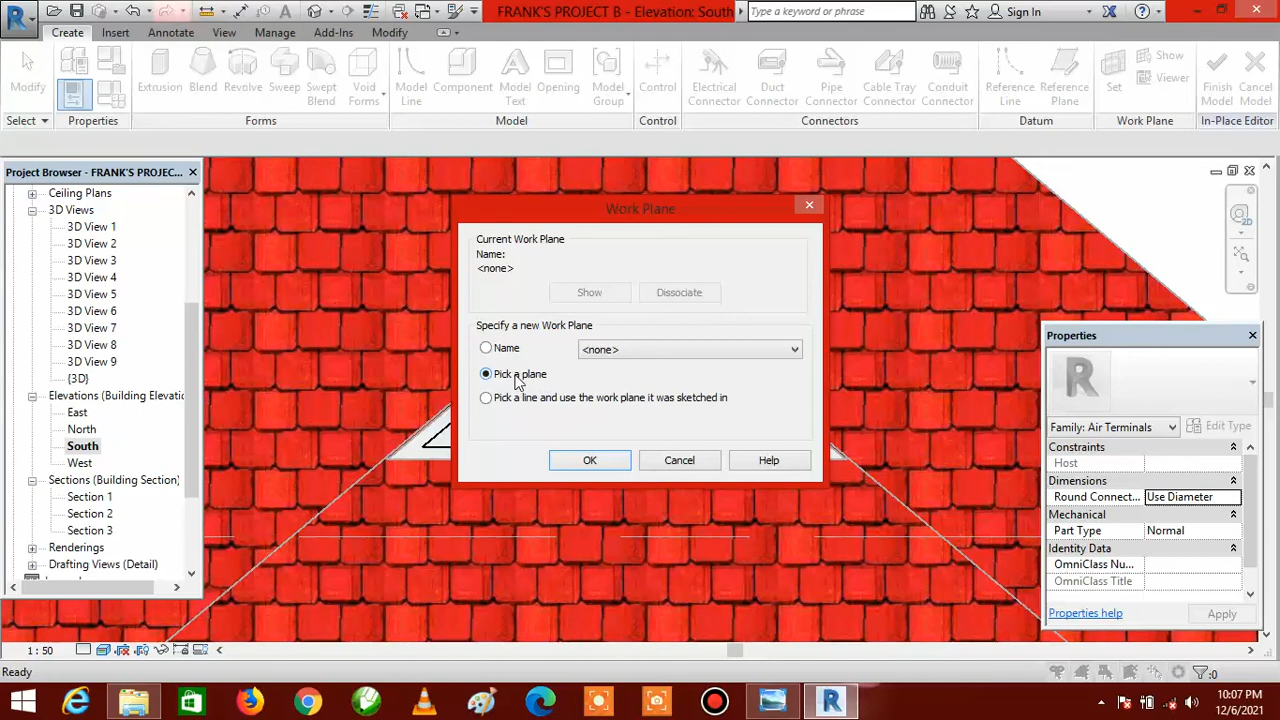 FRANK'S PROJECT B - Elevation: South
Type a keyword or phrase
Sign In
Create Insert Annotate View Manage Add-Ins Modify
Modify
Extrusion Blend Revolve Sweep Swept Blend Void Forms
Model Line Component Model Text Opening Model Group
Control
Electrical Connector Duct Connector Pipe Connector Cable Tray Connector Conduit Connector
Reference Line Reference Plane
Set Show Viewer
Finish Model Cancel Model
Select Properties Forms Model Control Connectors Datum Work Plane In-Place Editor
Project Browser - FRANK'S PROJEC...
Ceiling Plans
3D Views
3D View 1
3D View 2
3D View 3
3D View 4
3D View 5
3D View 6
3D View 7
3D View 8
3D View 9
{3D}
Elevations (Building Elevatio
East
North
South
West
Sections (Building Section)
Section 1
Section 2
Section 3
Renderings
Drafting Views (Detail)
Work Plane
Current Work Plane
Name:
<none>
Show Dissociate
Specify a new Work Plane
Name <none>
Pick a plane
Pick a line and use the work plane it was sketched in
OK Cancel Help
2D
Properties
Family: Air Terminals Edit Type
Constraints
Host
Dimensions
Round Connect... Use Diameter
Mechanical
Part Type Normal
Identity Data
OmniClass Nu...
OmniClass Title
Properties help Apply
1 : 50
Ready
:0
10:07 PM
12/6/2021